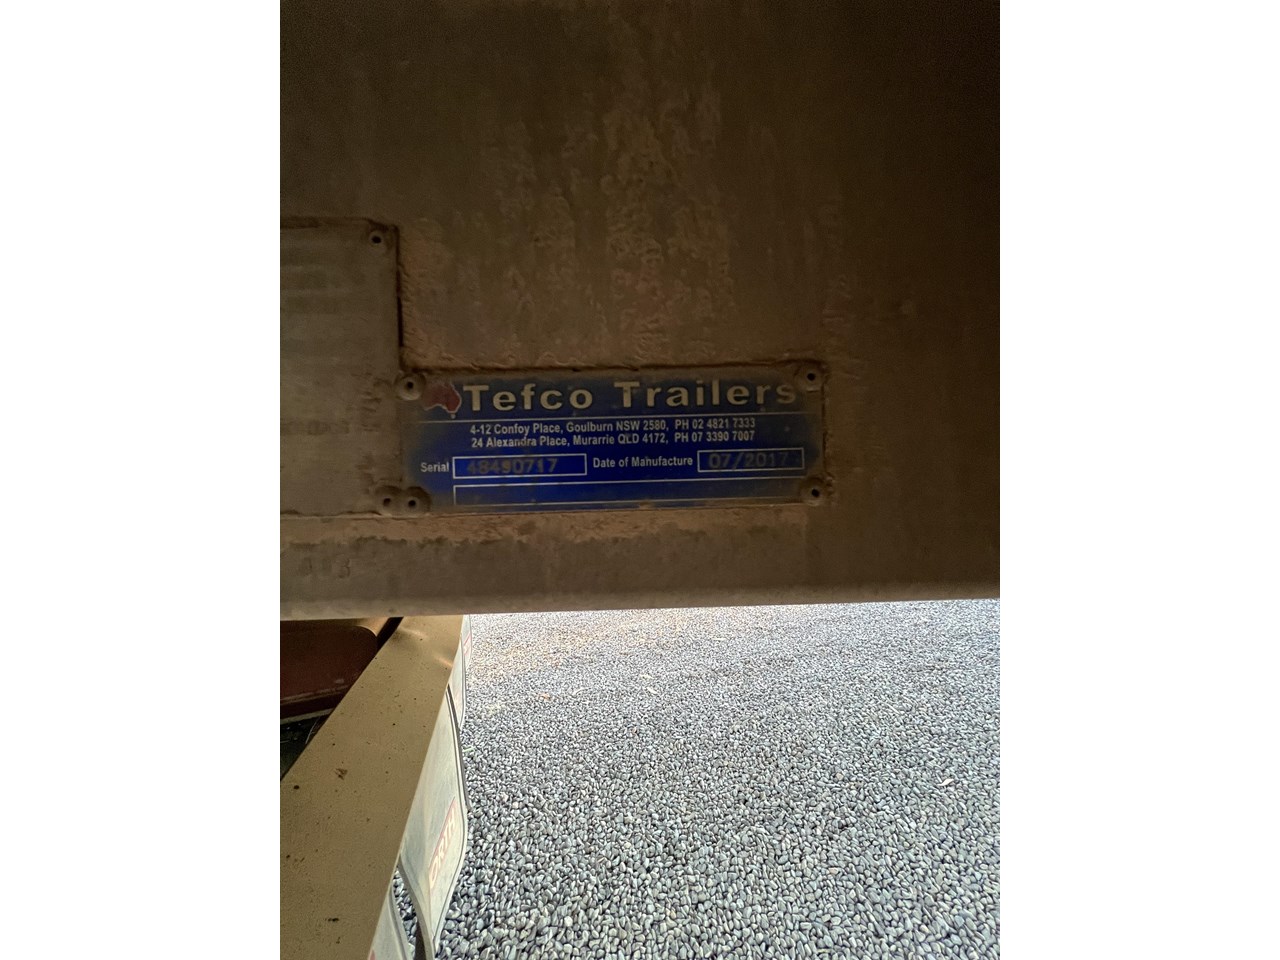 Tefco Trailers
4-12 Confoy Place, Goulburn NSW 2580, PH 02 4821 7333
24 Alexandra Place, Murarrie QLD 4172, PH 07 3390 7007
Serial 48490717 Date of Manufacture 07/2017